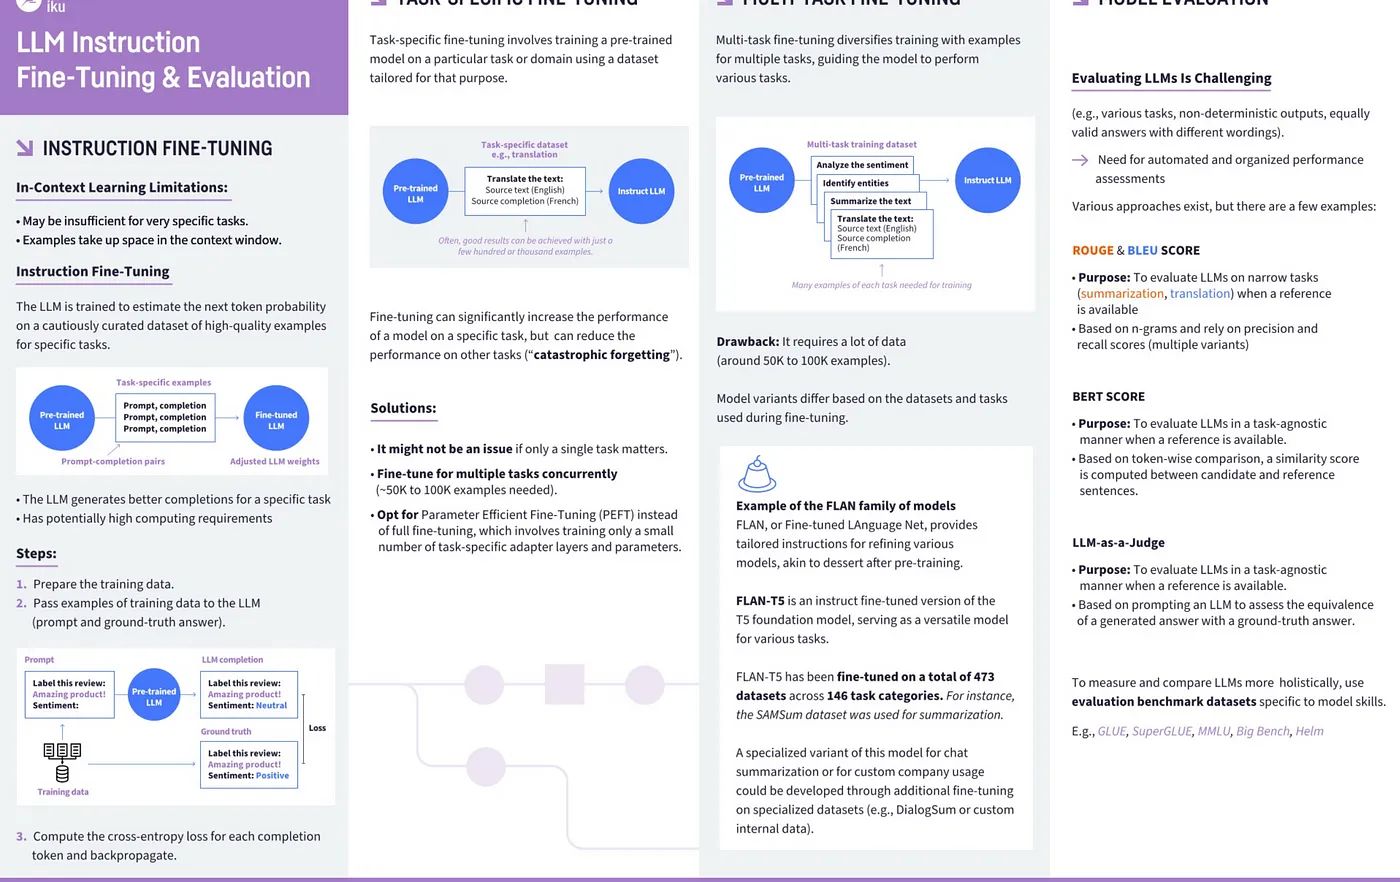 iku
LLM Instruction
Fine-Tuning & Evaluation
INSTRUCTION FINE-TUNING
In-Context Learning Limitations:
• May be insufficient for very specific tasks.
• Examples take up space in the context window.
Instruction Fine-Tuning
The LLM is trained to estimate the next token probability
on a cautiously curated dataset of high-quality examples
for specific tasks.
Task-specific examples
Pre-trained
LLM
Prompt, completion
Prompt, completion
Prompt, completion
Fine-tuned
LLM
Prompt-completion pairs
Adjusted LLM weights
• The LLM generates better completions for a specific task
• Has potentially high computing requirements
Steps:
1. Prepare the training data.
2. Pass examples of training data to the LLM
(prompt and ground-truth answer).
Prompt
Label this review:
Amazing product!
Sentiment:
Pre-trained
LLM
LLM completion
Label this review:
Amazing product!
Sentiment: Neutral
Loss
Ground truth
Label this review:
Amazing product!
Sentiment: Positive
Training data
3. Compute the cross-entropy loss for each completion
token and backpropagate.
TASK-SPECIFIC FINE-TUNING
Task-specific fine-tuning involves training a pre-trained
model on a particular task or domain using a dataset
tailored for that purpose.
Task-specific dataset
e.g., translation
Pre-trained
LLM
Translate the text:
Source text (English)
Source completion (French)
Instruct LLM
Often, good results can be achieved with just a
few hundred or thousand examples.
Fine-tuning can significantly increase the performance
of a model on a specific task, but can reduce the
performance on other tasks (“catastrophic forgetting”).
Solutions:
• It might not be an issue if only a single task matters.
• Fine-tune for multiple tasks concurrently
(~50K to 100K examples needed).
• Opt for Parameter Efficient Fine-Tuning (PEFT) instead
of full fine-tuning, which involves training only a small
number of task-specific adapter layers and parameters.
MULTI-TASK FINE-TUNING
Multi-task fine-tuning diversifies training with examples
for multiple tasks, guiding the model to perform
various tasks.
Multi-task training dataset
Pre-trained
LLM
Analyze the sentiment
Identify entities
Summarize the text
Translate the text:
Source text (English)
Source completion
(French)
Instruct LLM
Many examples of each task needed for training
Drawback: It requires a lot of data
(around 50K to 100K examples).
Model variants differ based on the datasets and tasks
used during fine-tuning.
Example of the FLAN family of models
FLAN, or Fine-tuned LAnguage Net, provides
tailored instructions for refining various
models, akin to dessert after pre-training.
FLAN-T5 is an instruct fine-tuned version of the
T5 foundation model, serving as a versatile model
for various tasks.
FLAN-T5 has been fine-tuned on a total of 473
datasets across 146 task categories. For instance,
the SAMSum dataset was used for summarization.
A specialized variant of this model for chat
summarization or for custom company usage
could be developed through additional fine-tuning
on specialized datasets (e.g., DialogSum or custom
internal data).
MODEL EVALUATION
Evaluating LLMs Is Challenging
(e.g., various tasks, non-deterministic outputs, equally
valid answers with different wordings).
Need for automated and organized performance
assessments
Various approaches exist, but there are a few examples:
ROUGE & BLEU SCORE
• Purpose: To evaluate LLMs on narrow tasks
(summarization, translation) when a reference
is available
• Based on n-grams and rely on precision and
recall scores (multiple variants)
BERT SCORE
• Purpose: To evaluate LLMs in a task-agnostic
manner when a reference is available.
• Based on token-wise comparison, a similarity score
is computed between candidate and reference
sentences.
LLM-as-a-Judge
• Purpose: To evaluate LLMs in a task-agnostic
manner when a reference is available.
• Based on prompting an LLM to assess the equivalence
of a generated answer with a ground-truth answer.
To measure and compare LLMs more holistically, use
evaluation benchmark datasets specific to model skills.
E.g., GLUE, SuperGLUE, MMLU, Big Bench, Helm